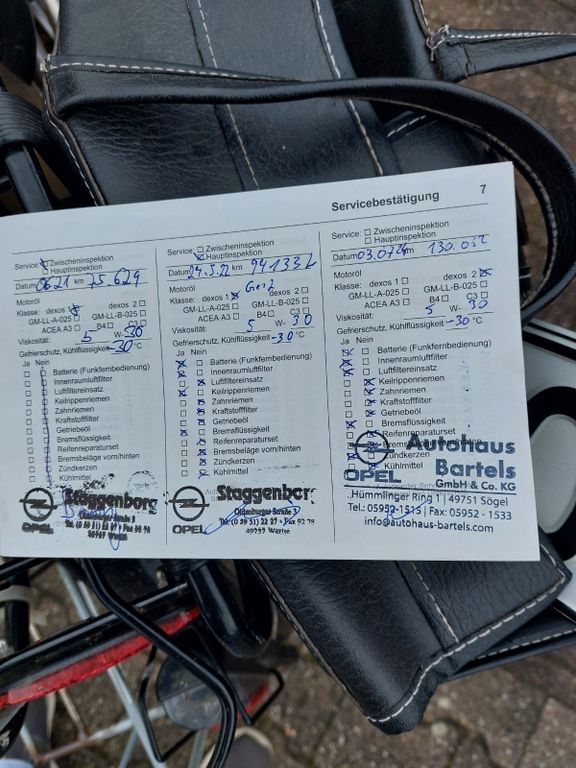 Servicebestätigung 7
Service: ☐ Zwischeninspektion
☐ Hauptinspektion
Datum 0621 km 75.629
Motoröl
Klasse: dexos 1 ☒ dexos 2 ☐
GM-LL-A-025 ☐ GM-LL-B-025 ☐
ACEA A3 ☐ B4 ☐ C3 ☐
Viskosität: 5 W- 30
Gefrierschutz, Kühlflüssigkeit -30 °C
Ja Nein
Batterie (Funkfernbedienung)
Innenraumluftfilter
Luftfiltereinsatz
Keilrippenriemen
Zahnriemen
Kraftstofffilter
Getriebeöl
Bremsflüssigkeit
Reifenreparaturset
Bremsbeläge vorn/hinten
Zündkerzen
Kühlmittel
Staggenborg
OPEL
Service: ☐ Zwischeninspektion
☒ Hauptinspektion
Datum 24.5.22 km 94133
Motoröl
Klasse: dexos 1 dexos 2 ☐
GM-LL-A-025 ☐ GM-LL-B-025 ☐
ACEA A3 ☐ B4 ☐ C3 ☐
Viskosität: 5 W- 30
Gefrierschutz, Kühlflüssigkeit -30 °C
Ja Nein
Batterie (Funkfernbedienung)
Innenraumluftfilter
Luftfiltereinsatz
Keilrippenriemen
Zahnriemen
Kraftstofffilter
Getriebeöl
Bremsflüssigkeit
Reifenreparaturset
Bremsbeläge vorn/hinten
Zündkerzen
Kühlmittel
Staggenborg
OPEL
Oldenburger Straße
Service: ☐ Zwischeninspektion
☐ Hauptinspektion
Datum 03.0724 km 130.052
Motoröl
Klasse: dexos 1 ☐ dexos 2 ☒
GM-LL-A-025 ☐ GM-LL-B-025 ☐
ACEA A3 ☐ B4 ☐ C3 ☐
Viskosität: 5 W- 30
Gefrierschutz, Kühlflüssigkeit -30 °C
Ja Nein
Batterie (Funkfernbedienung)
Innenraumluftfilter
Luftfiltereinsatz
Keilrippenriemen
Zahnriemen
Kraftstofffilter
Getriebeöl
Bremsflüssigkeit
Reifenreparaturset
Zündkerzen
Kühlmittel
Autohaus
Bartels
OPEL GmbH & Co. KG
Hümmlinger Ring 1 | 49751 Sögel
Tel.: 05952-1515 | Fax: 05952 - 1533
info@autohaus-bartels.com